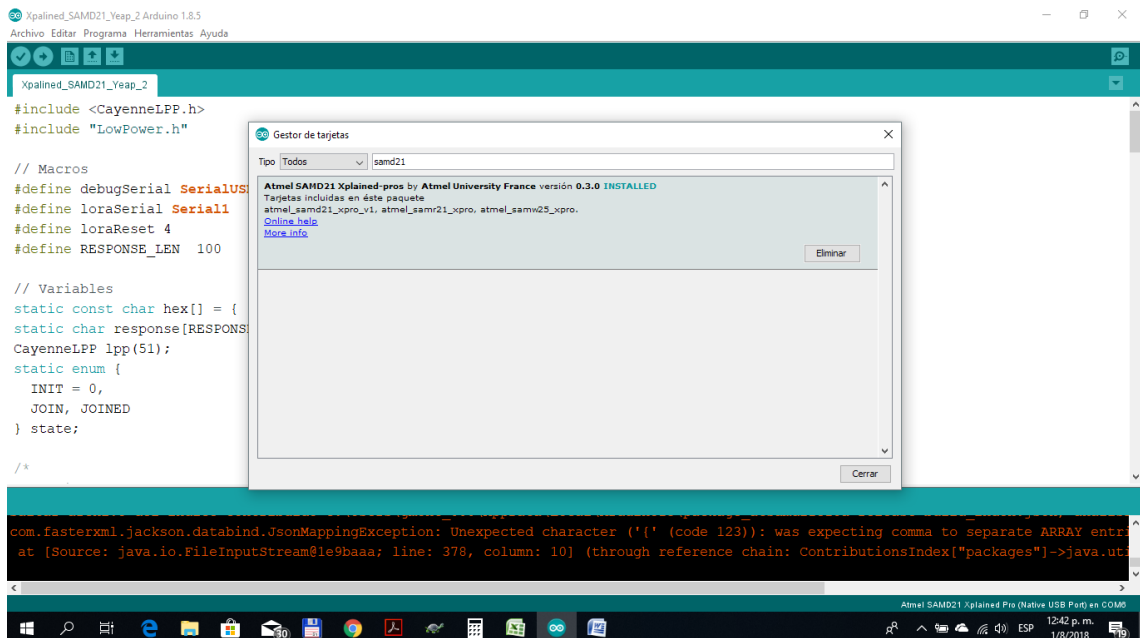 Xpalined_SAMD21_Yeap_2 Arduino 1.8.5
Archivo Editar Programa Herramientas Ayuda
Xpalined_SAMD21_Yeap_2
#include <CayenneLPP.h>
#include "LowPower.h"
// Macros
#define debugSerial SerialUS
#define loraSerial Serial1
#define loraReset 4
#define RESPONSE_LEN 100
// Variables
static const char hex[] = {
static char response[RESPONS
CayenneLPP lpp(51);
static enum {
INIT = 0,
JOIN, JOINED
} state;
/*
Gestor de tarjetas
Tipo Todos samd21
Atmel SAMD21 Xplained-pros by Atmel University France versión 0.3.0 INSTALLED
Tarjetas incluidas en éste paquete
atmel_samd21_xpro_v1, atmel_samr21_xpro, atmel_samw25_xpro.
Online help
More info
Eliminar
Cerrar
com.fasterxml.jackson.databind.JsonMappingException: Unexpected character ('{' (code 123)): was expecting comma to separate ARRAY entri
at [Source: java.io.FileInputStream@1e9baaa; line: 378, column: 10] (through reference chain: ContributionsIndex["packages"]->java.uti
Atmel SAMD21 Xplained Pro (Native USB Port) en COM6
30
ESP
12:42 p. m.
1/8/2018
19